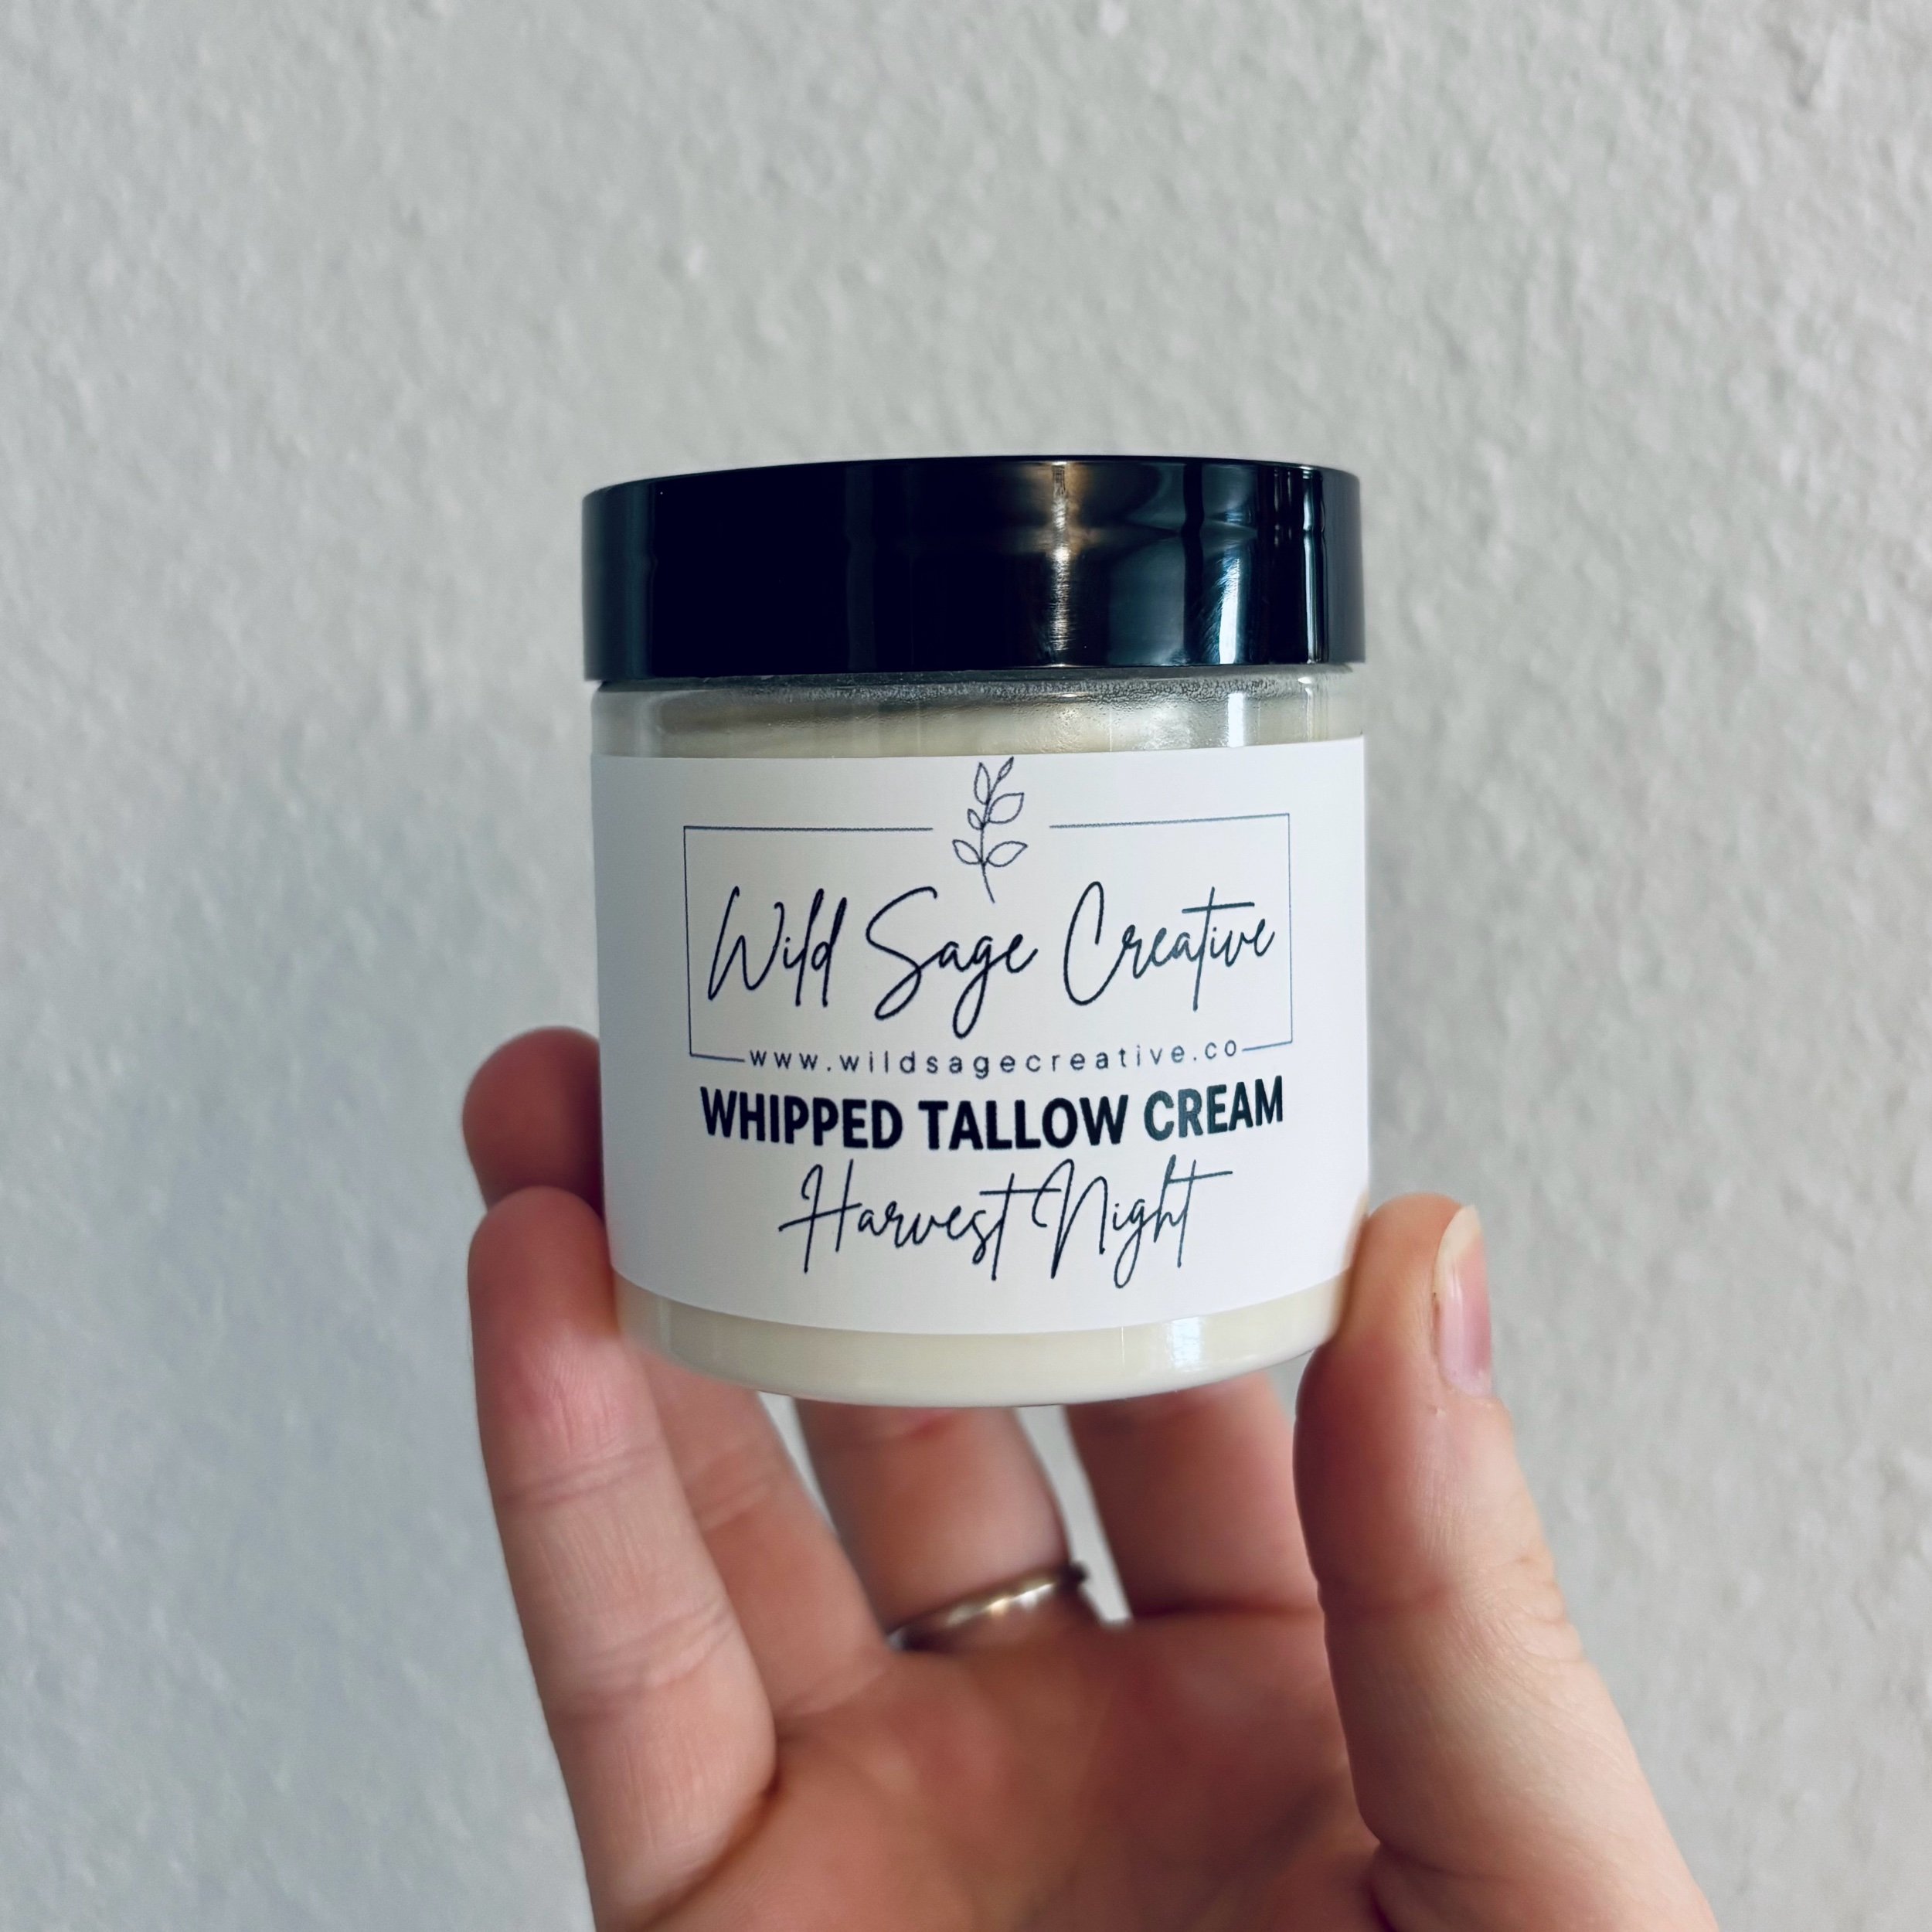 Wild Sage Creative
www.wildsagecreative.co
WHIPPED TALLOW CREAM
Harvest Night